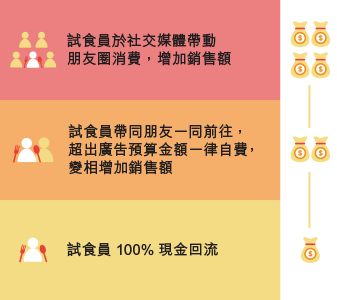 試食員於社交媒體帶動
朋友圈消費，增加銷售額
試食員帶同朋友一同前往，
超出廣告預算金額一律自費，
變相增加銷售額
試食員 100% 現金回流